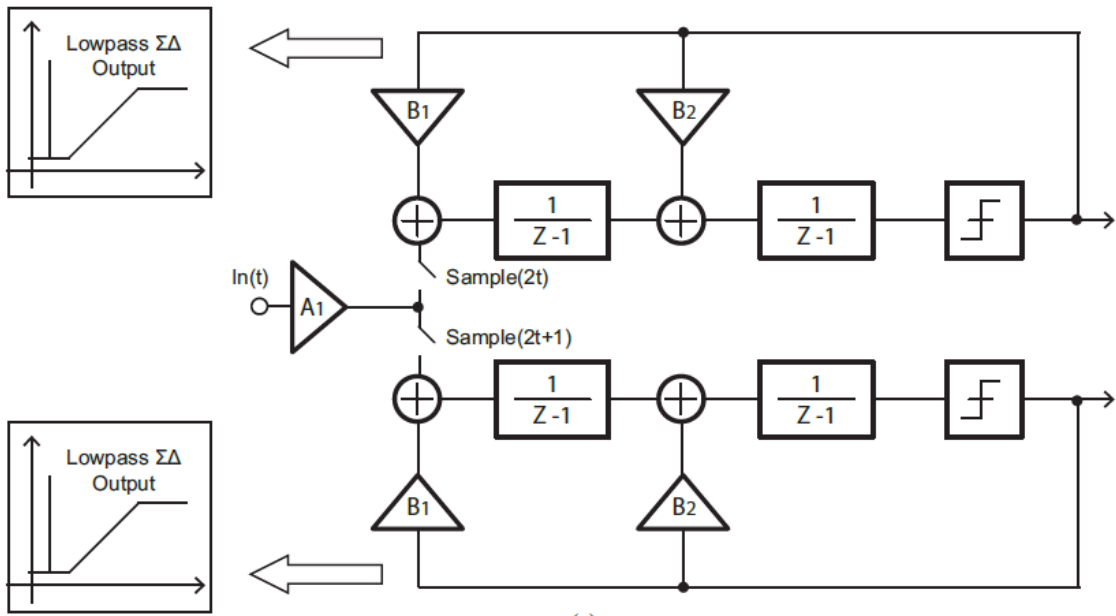 Lowpass ΣΔ
Output
B1
B2
1
Z -1
1
Z -1
In(t)
A1
Sample(2t)
Sample(2t+1)
1
Z -1
1
Z -1
Lowpass ΣΔ
Output
B1
B2